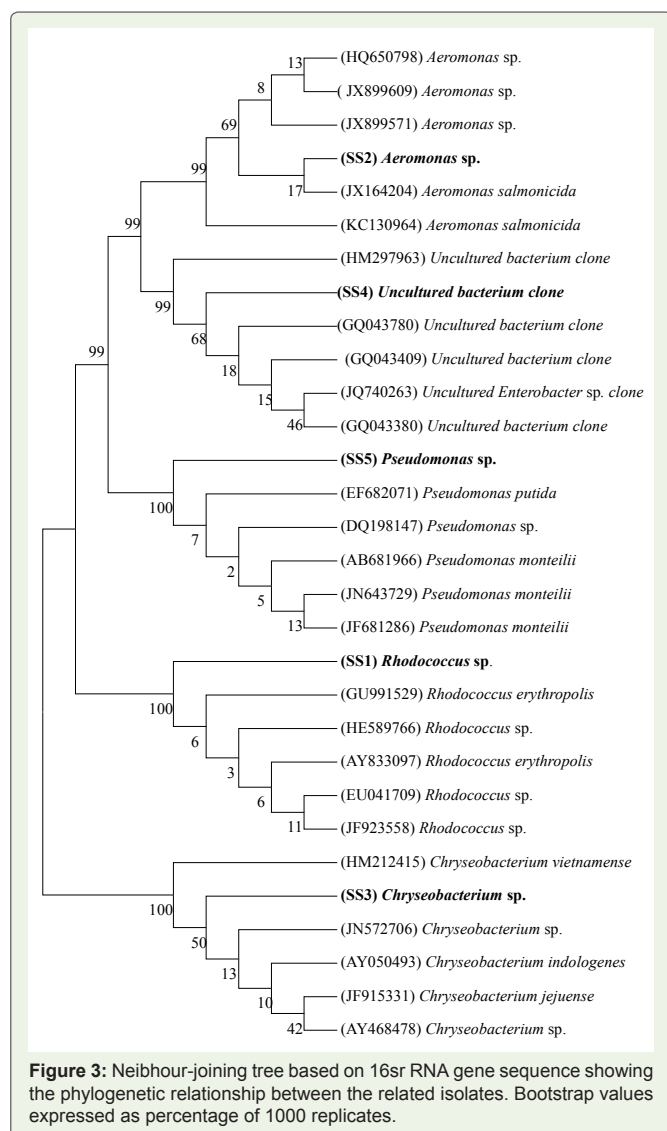 13
(HQ650798) Aeromonas sp.
8
( JX899609) Aeromonas sp.
69
(JX899571) Aeromonas sp.
99
(SS2) Aeromonas sp.
17
(JX164204) Aeromonas salmonicida
99
(KC130964) Aeromonas salmonicida
(HM297963) Uncultured bacterium clone
99
(SS4) Uncultured bacterium clone
68
(GQ043780) Uncultured bacterium clone
99
18
(GQ043409) Uncultured bacterium clone
15
(JQ740263) Uncultured Enterobacter sp. clone
46
(GQ043380) Uncultured bacterium clone
(SS5) Pseudomonas sp.
100
(EF682071) Pseudomonas putida
7
(DQ198147) Pseudomonas sp.
2
(AB681966) Pseudomonas monteilii
5
(JN643729) Pseudomonas monteilii
13
(JF681286) Pseudomonas monteilii
(SS1) Rhodococcus sp.
100
(GU991529) Rhodococcus erythropolis
6
(HE589766) Rhodococcus sp.
3
(AY833097) Rhodococcus erythropolis
6
(EU041709) Rhodococcus sp.
11
(JF923558) Rhodococcus sp.
(HM212415) Chryseobacterium vietnamense
100
(SS3) Chryseobacterium sp.
50
(JN572706) Chryseobacterium sp.
13
(AY050493) Chryseobacterium indologenes
10
(JF915331) Chryseobacterium jejuense
42
(AY468478) Chryseobacterium sp.
Figure 3: Neibhour-joining tree based on 16sr RNA gene sequence showing
the phylogenetic relationship between the related isolates. Bootstrap values
expressed as percentage of 1000 replicates.